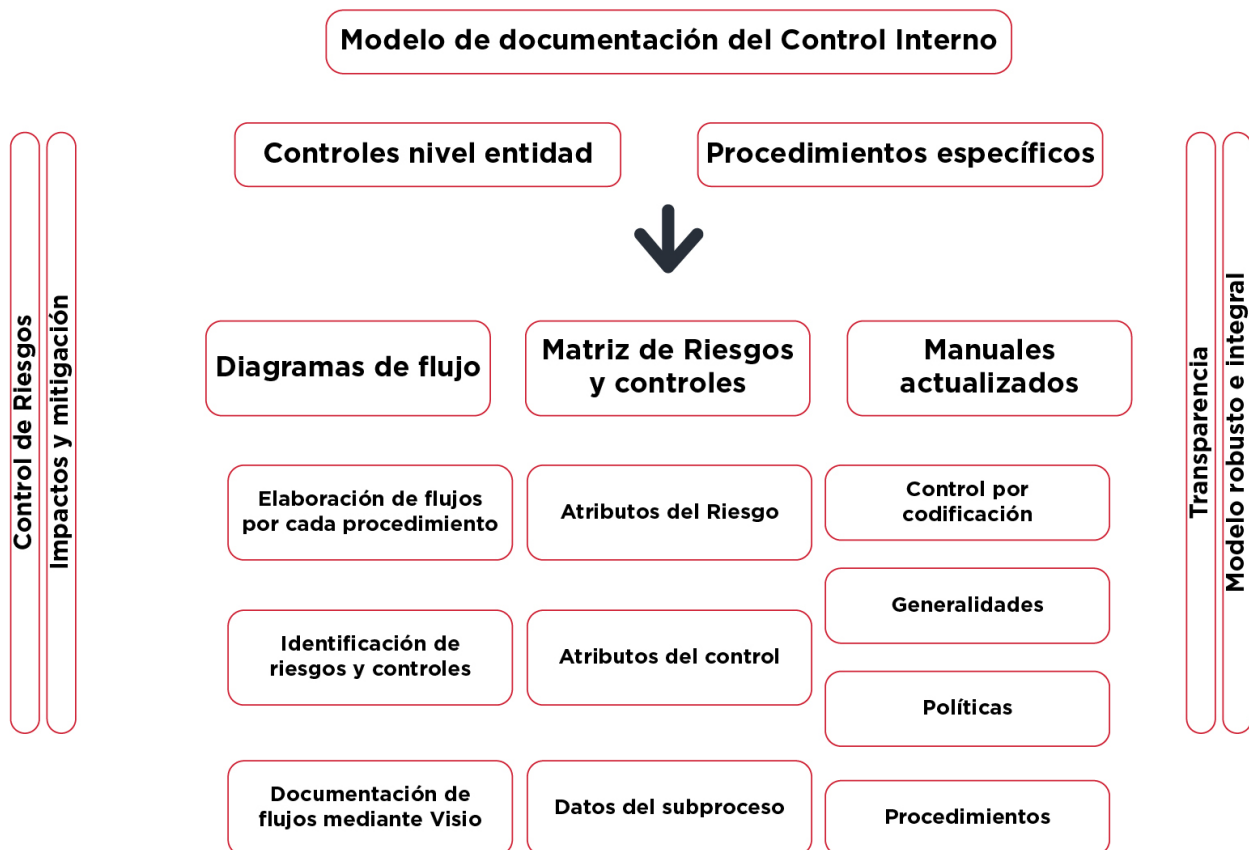 Modelo de documentación del Control Interno
Controles nivel entidad
Procedimientos específicos
Control de Riesgos
Impactos y mitigación
Diagramas de flujo
Matriz de Riesgos
y controles
Manuales
actualizados
Elaboración de flujos
por cada procedimiento
Atributos del Riesgo
Control por
codificación
Generalidades
Identificación de
riesgos y controles
Atributos del control
Políticas
Documentación de
flujos mediante Visio
Datos del subproceso
Procedimientos
Transparencia
Modelo robusto e integral